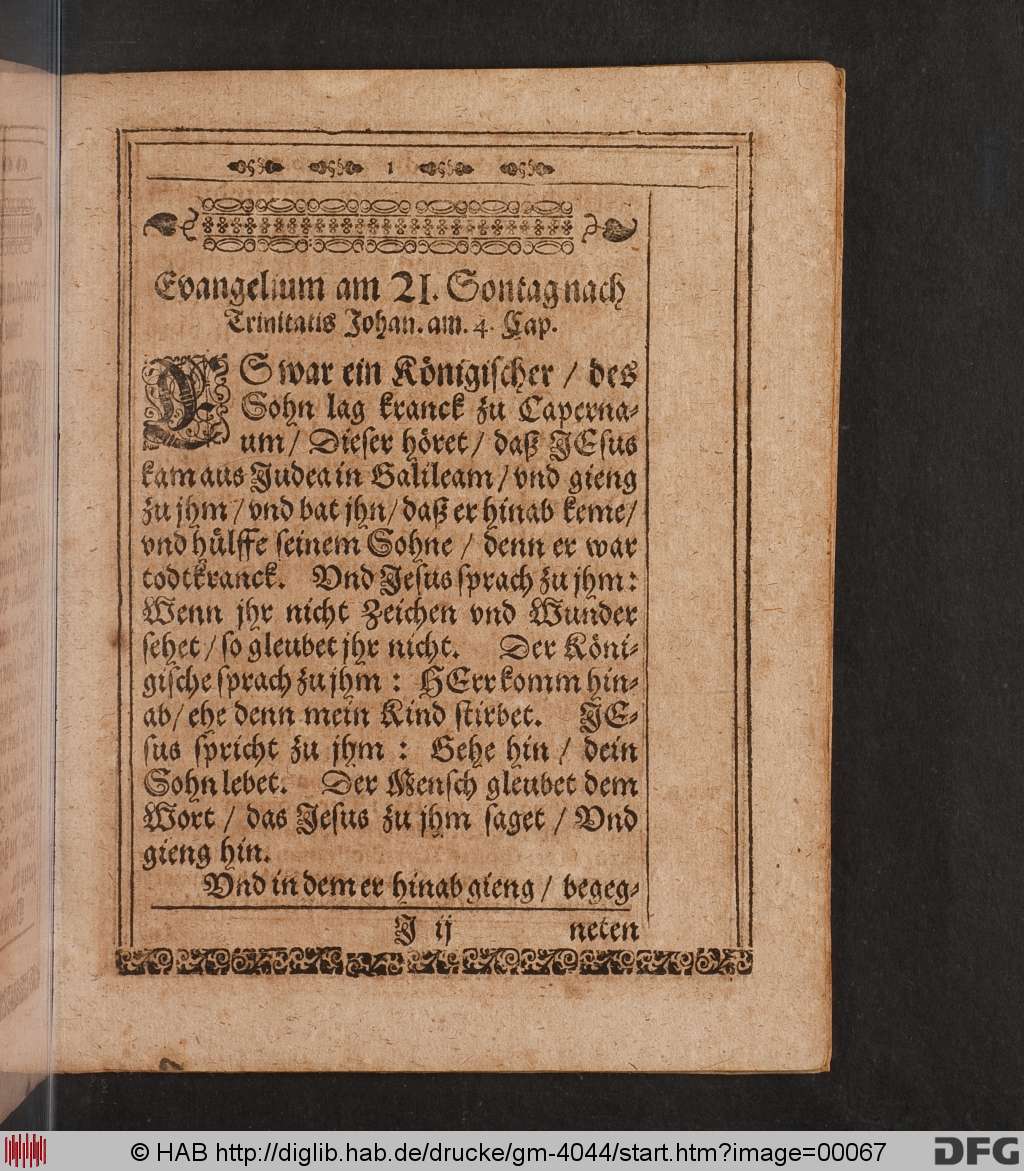 1
Evangelium am 21. Sontag nach
Trinitatis Johan. am. 4. Cap.
ES war ein Königischer / des
Sohn lag kranck zu Caperna-
um / Dieser höret / daß JEsus
kam aus Judea in Galileam / vnd gieng
zu jhm / vnd bat jhn / daß er hinab keme /
vnd hülffe seinem Sohne / denn er war
todtkranck. Vnd Jesus sprach zu jhm:
Wenn jhr nicht Zeichen vnd Wunder
sehet / so gleubet jhr nicht. Der Köni-
gische sprach zu jhm : HErr komm hin-
ab / ehe denn mein Kind stirbet. JE-
sus spricht zu jhm : Gehe hin / dein
Sohn lebet. Der Mensch gleubet dem
Wort / das Jesus zu jhm saget / Vnd
gieng hin.
Vnd in dem er hinab gieng / begeg-
J ij neten
© HAB http://diglib.hab.de/drucke/gm-4044/start.htm?image=00067
DFG